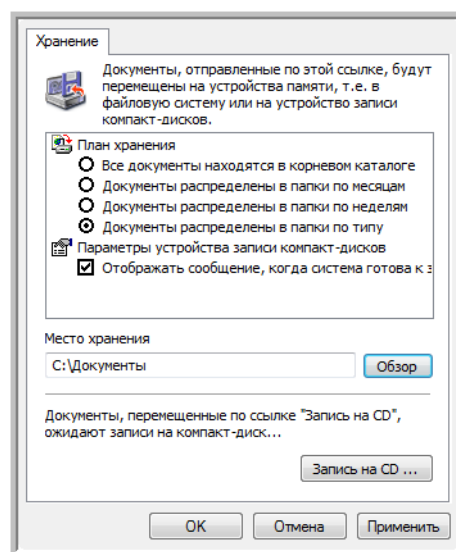 Хранение
Документы, отправленные по этой ссылке, будут
перемещены на устройства памяти, т.е. в
файловую систему или на устройство записи
компакт-дисков.
План хранения
Все документы находятся в корневом каталоге
Документы распределены в папки по месяцам
Документы распределены в папки по неделям
Документы распределены в папки по типу
Параметры устройства записи компакт-дисков
Отображать сообщение, когда система готова к з
Место хранения
C:\Документы
Обзор
Документы, перемещенные по ссылке "Запись на CD",
ожидают записи на компакт-диск...
Запись на CD ...
OK
Отмена
Применить